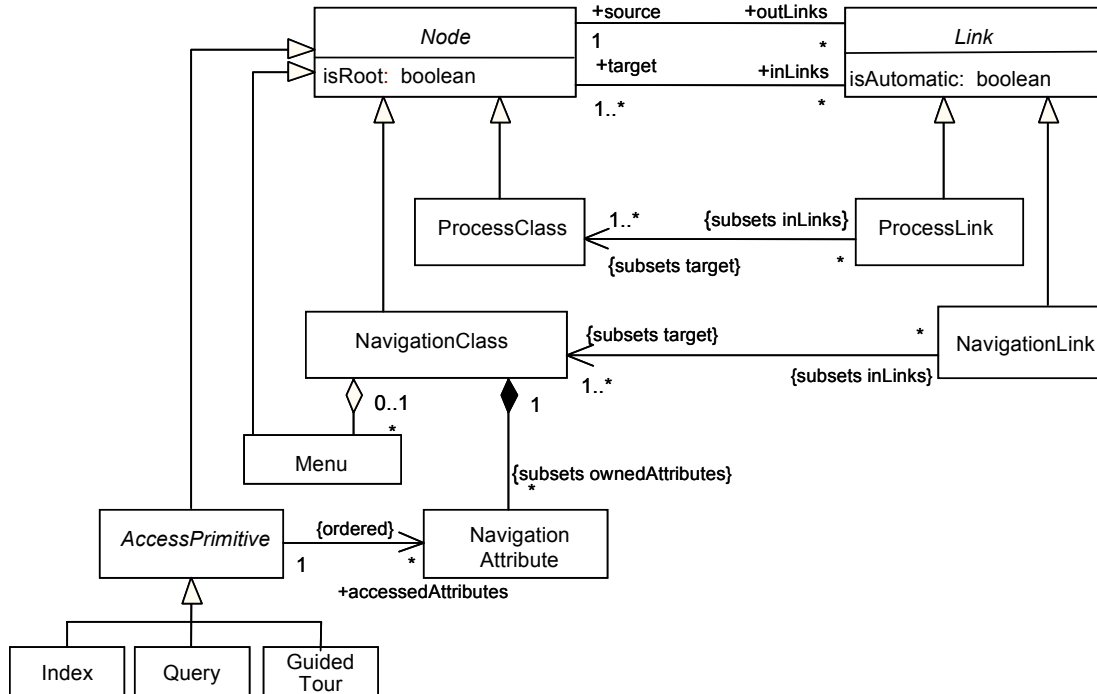 +source
+outLinks
Node
Link
1
*
isRoot: boolean
+target
+inLinks
isAutomatic: boolean
1..*
*
ProcessClass
1..*
{subsets inLinks}
ProcessLink
{subsets target}
*
NavigationClass
{subsets target}
*
NavigationLink
1..*
{subsets inLinks}
0..1
1
*
Menu
{subsets ownedAttributes}
*
AccessPrimitive
{ordered}
Navigation
Attribute
1
*
+accessedAttributes
Index
Query
Guided
Tour